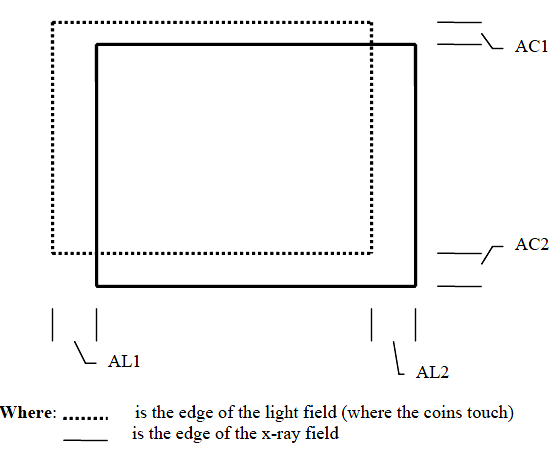 AC1
AC2
AL1
AL2
Where: ........ is the edge of the light field (where the coins touch)
is the edge of the x-ray field